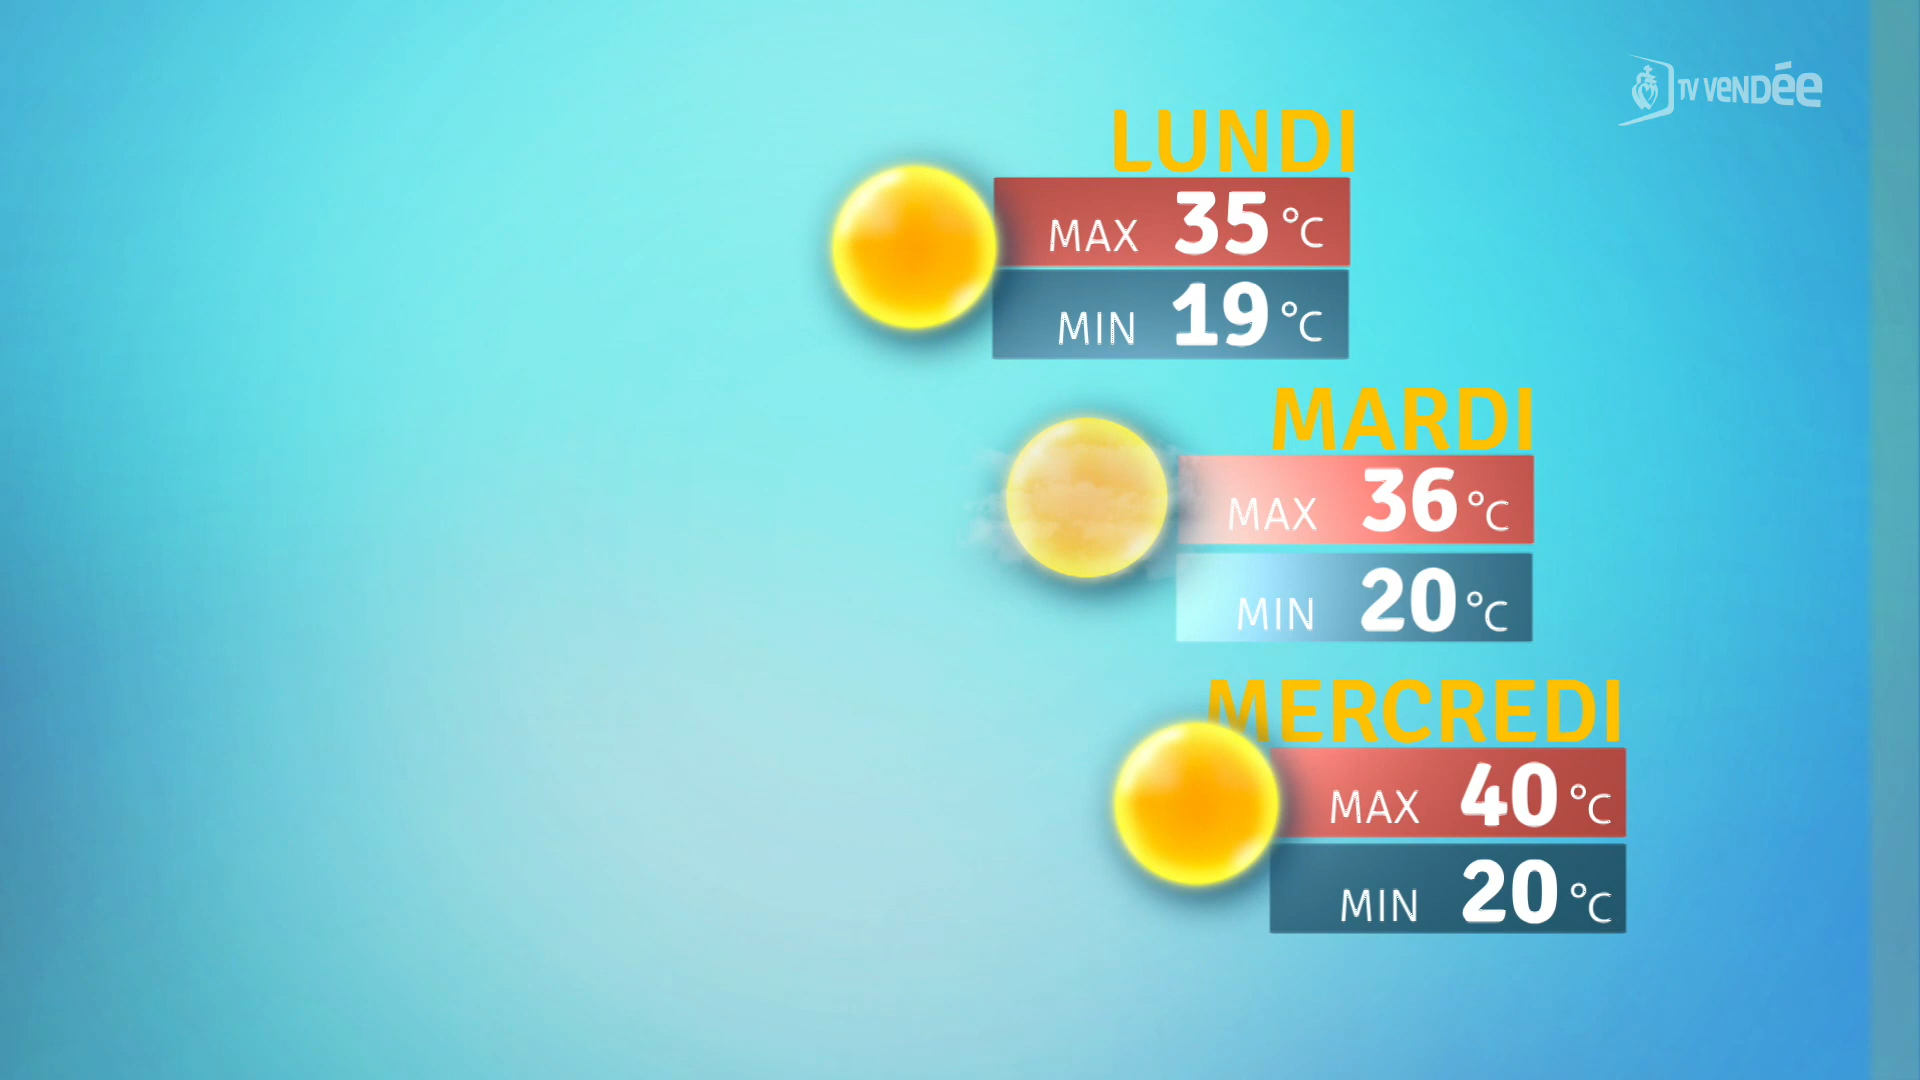 TV VENDÉE
LUNDI
MAX 35 °C
MIN 19 °C
MARDI
MAX 36 °C
MIN 20 °C
MERCREDI
MAX 40 °C
MIN 20 °C